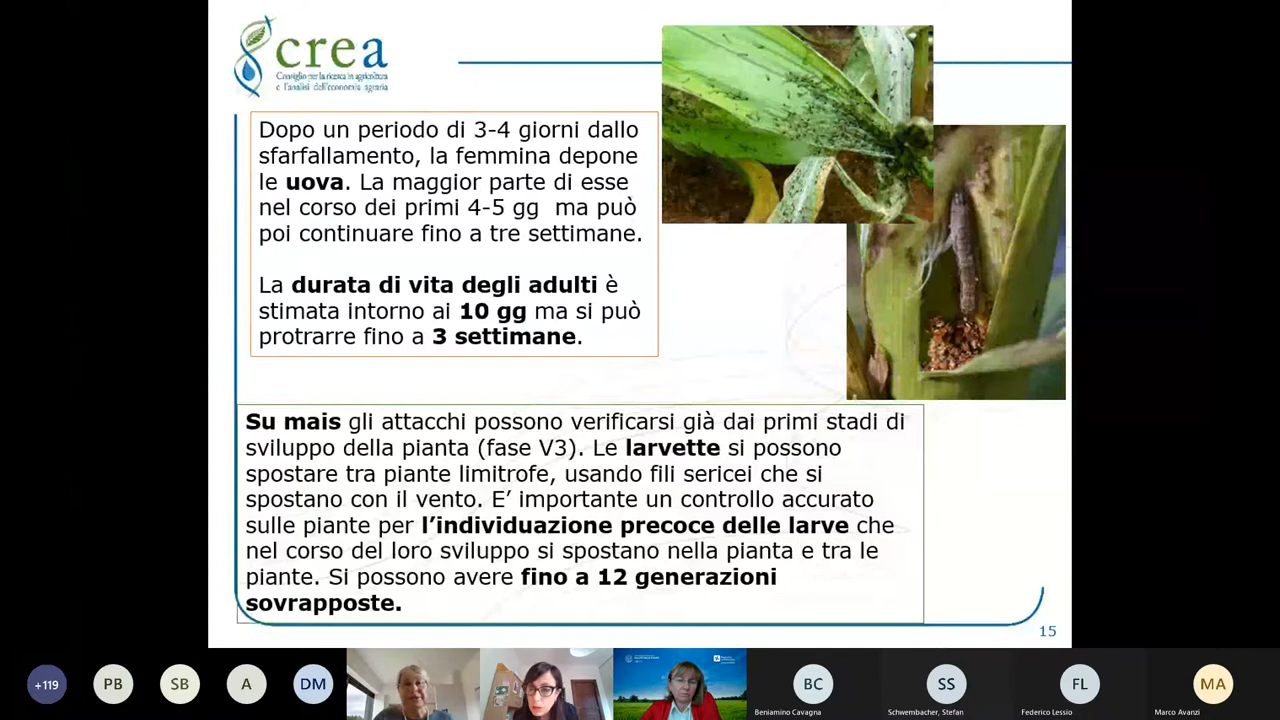 crea
Consiglio per la ricerca in agricoltura
e l'analisi dell'economia agraria
Dopo un periodo di 3-4 giorni dallo
sfarfallamento, la femmina depone
le uova. La maggior parte di esse
nel corso dei primi 4-5 gg  ma può
poi continuare fino a tre settimane.
La durata di vita degli adulti è
stimata intorno ai 10 gg ma si può
protrarre fino a 3 settimane.
Su mais gli attacchi possono verificarsi già dai primi stadi di
sviluppo della pianta (fase V3). Le larvette si possono
spostare tra piante limitrofe, usando fili sericei che si
spostano con il vento. E’ importante un controllo accurato
sulle piante per l’individuazione precoce delle larve che
nel corso del loro sviluppo si spostano nella pianta e tra le
piante. Si possono avere fino a 12 generazioni
sovrapposte.
15
+119
PB
SB
A
DM
BC
SS
FL
MA
Beniamino Cavagna
Schwembacher, Stefan
Federico Lessio
Marco Avanzi